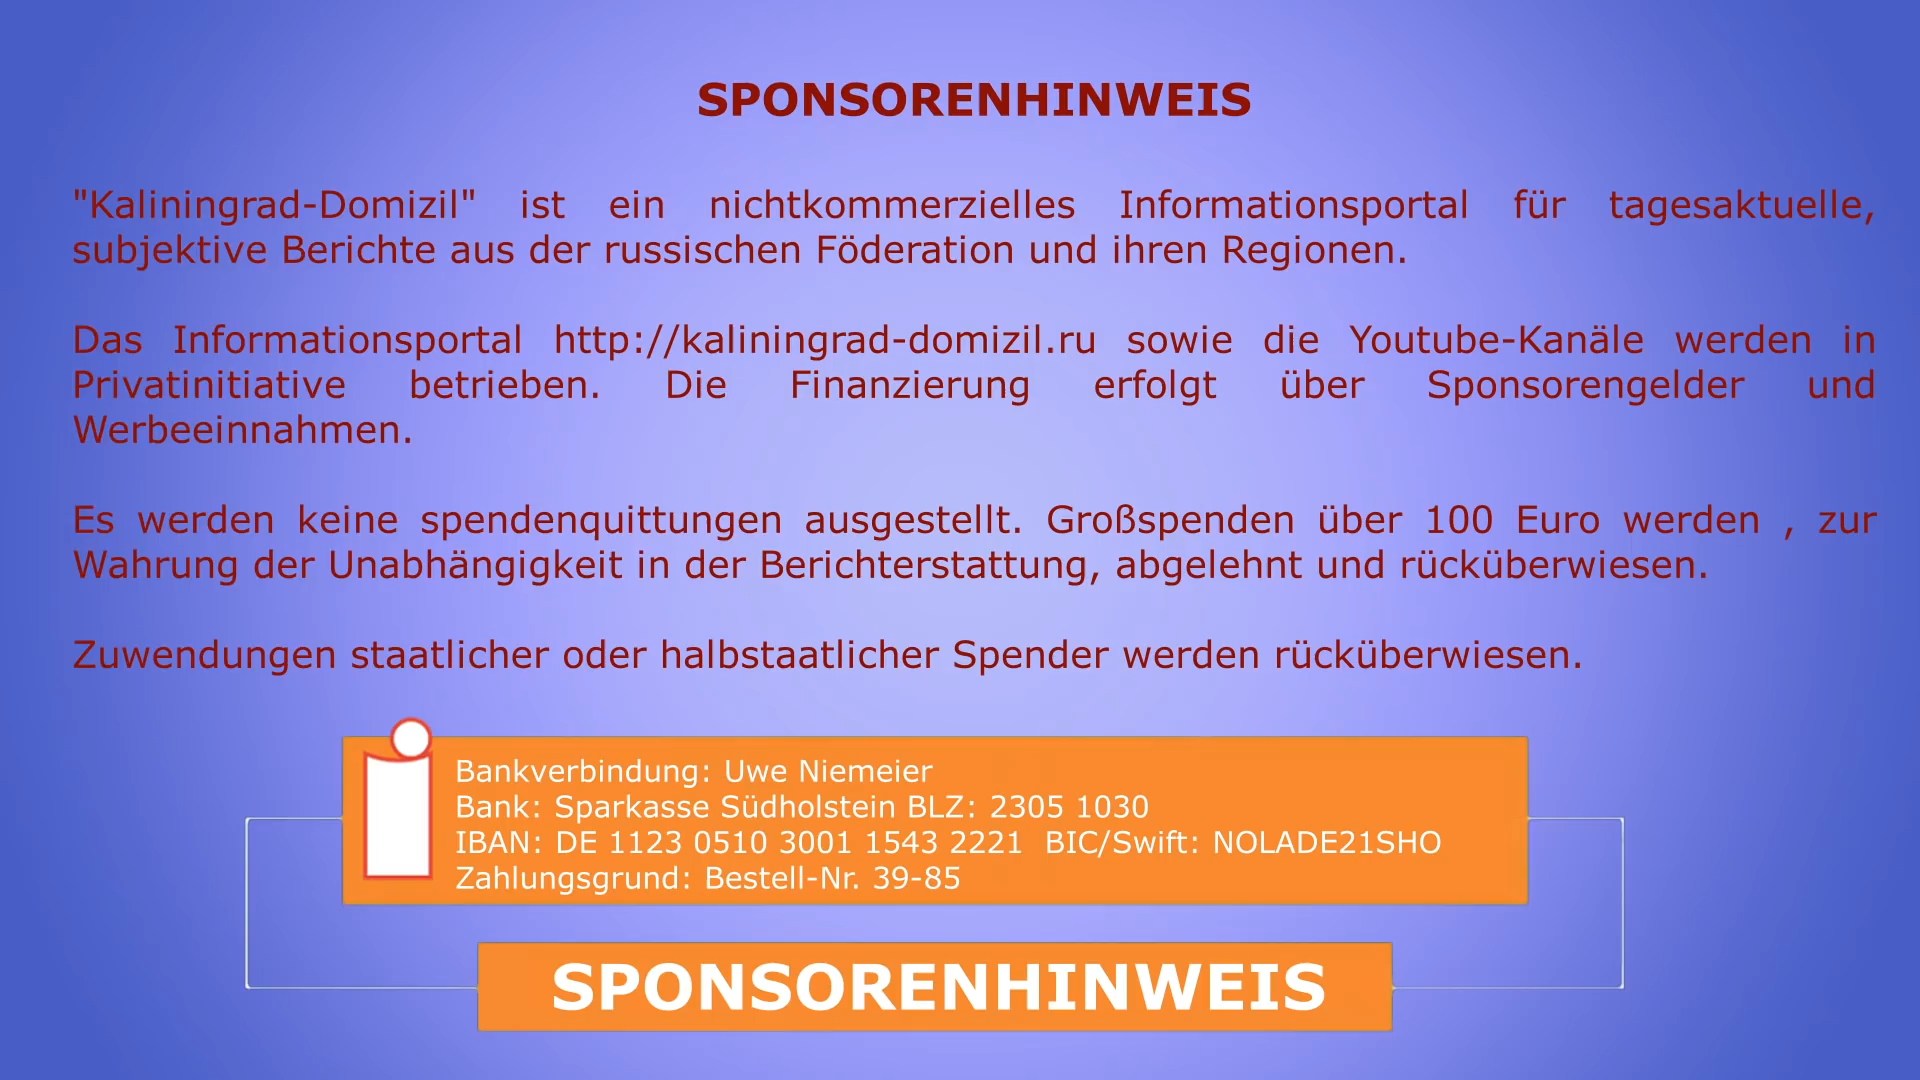 SPONSORENHINWEIS
"Kaliningrad-Domizil" ist ein nichtkommerzielles Informationsportal für tagesaktuelle,
subjektive Berichte aus der russischen Föderation und ihren Regionen.
Das Informationsportal http://kaliningrad-domizil.ru sowie die Youtube-Kanäle werden in
Privatinitiative betrieben. Die Finanzierung erfolgt über Sponsorengelder und
Werbeeinnahmen.
Es werden keine spendenquittungen ausgestellt. Großspenden über 100 Euro werden , zur
Wahrung der Unabhängigkeit in der Berichterstattung, abgelehnt und rücküberwiesen.
Zuwendungen staatlicher oder halbstaatlicher Spender werden rücküberwiesen.
Bankverbindung: Uwe Niemeier
Bank: Sparkasse Südholstein BLZ: 2305 1030
IBAN: DE 1123 0510 3001 1543 2221  BIC/Swift: NOLADE21SHO
Zahlungsgrund: Bestell-Nr. 39-85
SPONSORENHINWEIS